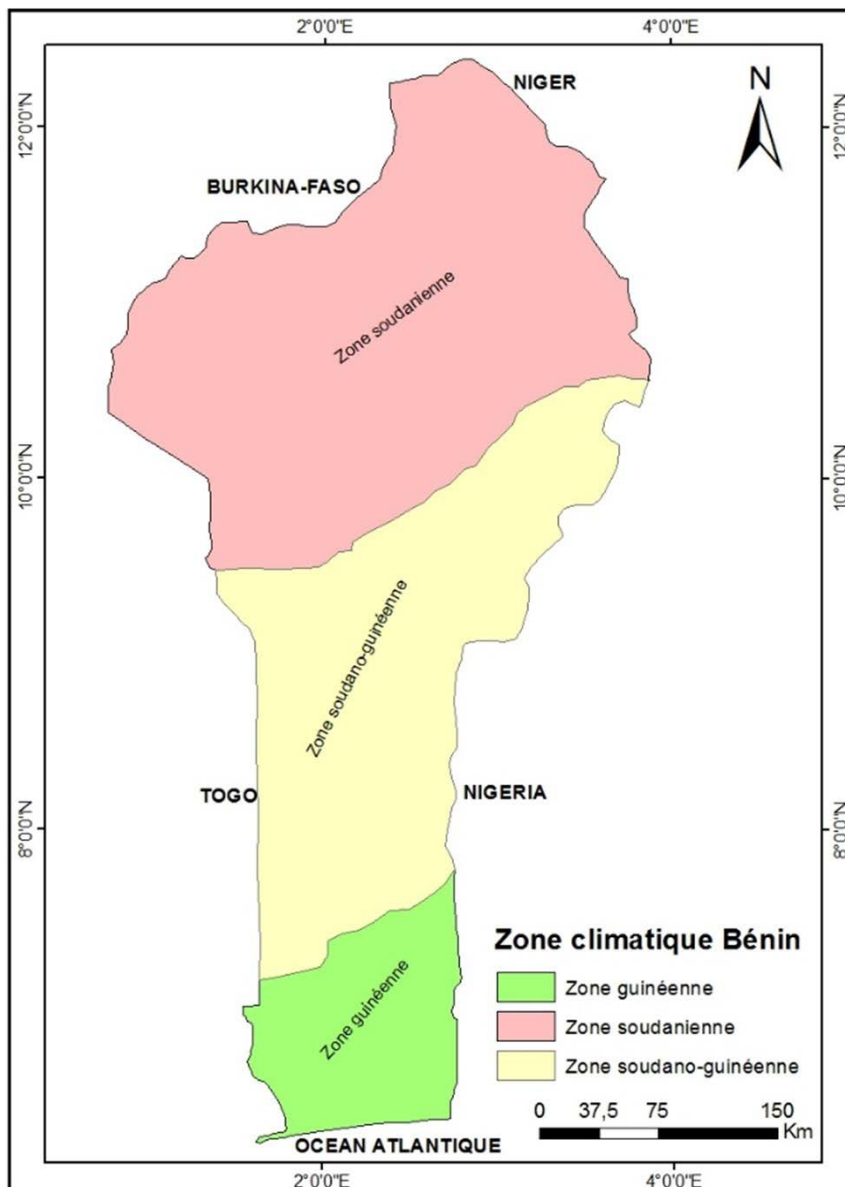 2°0'0"E
4°0'0"E
NIGER
N
12°0'0"N
12°0'0"N
BURKINA-FASO
Zone soudanienne
10°0'0"N
10°0'0"N
Zone soudano-guinéenne
TOGO
NIGERIA
8°0'0"N
8°0'0"N
Zone guinéenne
Zone climatique Bénin
Zone guinéenne
Zone soudanienne
Zone soudano-guinéenne
0 37,5 75 150
Km
OCEAN ATLANTIQUE
2°0'0"E
4°0'0"E